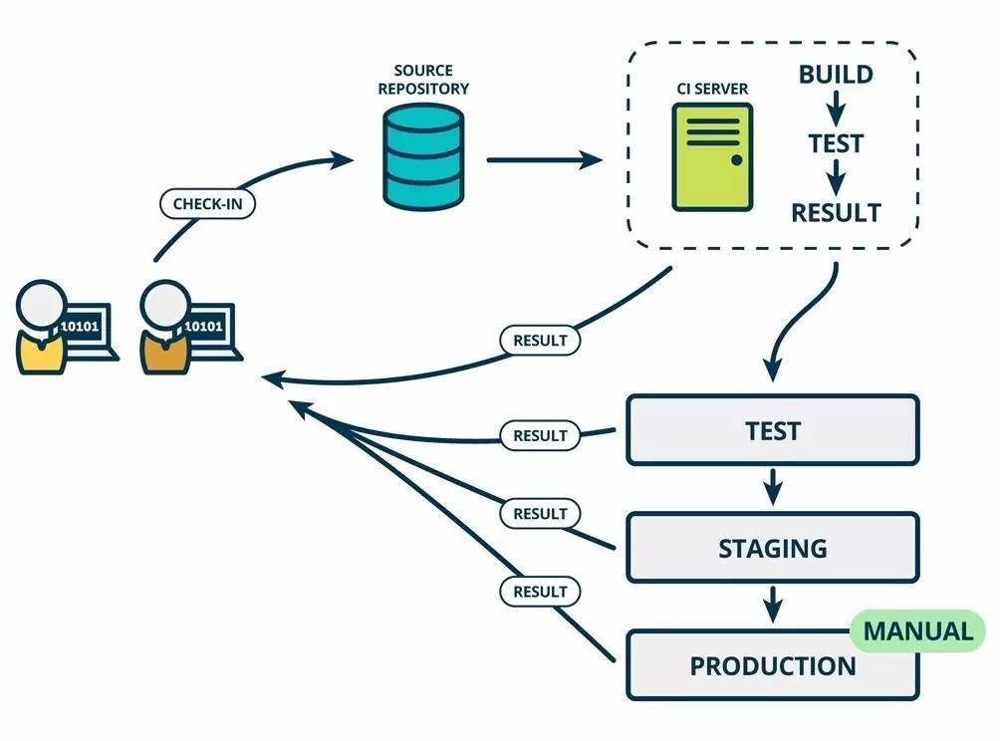 SOURCE
REPOSITORY
CI SERVER
BUILD
TEST
RESULT
CHECK-IN
10101
10101
RESULT
RESULT
TEST
RESULT
STAGING
RESULT
MANUAL
PRODUCTION